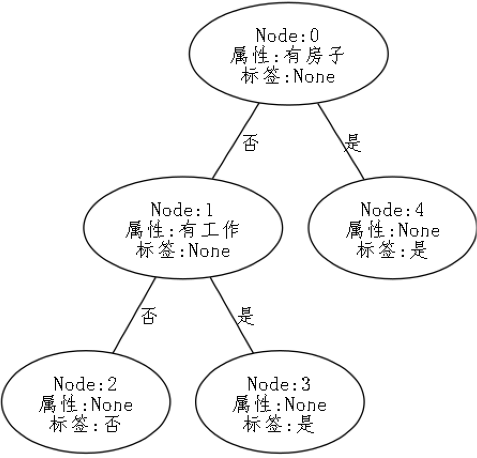 Node:0
属性:有房子
标签:None
否
是
Node:1
属性:有工作
标签:None
Node:4
属性:None
标签:是
否
是
Node:2
属性:None
标签:否
Node:3
属性:None
标签:是